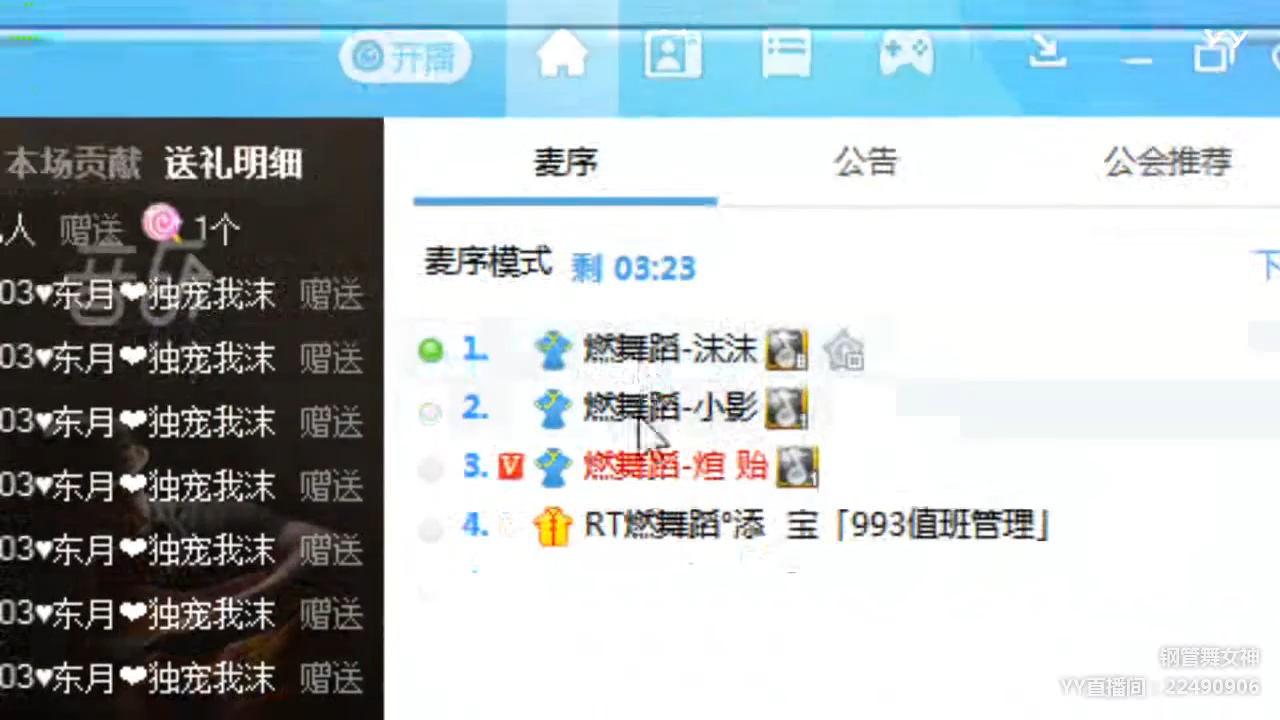 开播
YY
本场贡献 送礼明细
人 赠送 1个
03♥东月❤独宠我沫 赠送
03♥东月❤独宠我沫 赠送
03♥东月❤独宠我沫 赠送
03♥东月❤独宠我沫 赠送
03♥东月❤独宠我沫 赠送
03♥东月❤独宠我沫 赠送
03♥东月❤独宠我沫 赠送
麦序 公告 公会推荐
麦序模式 剩 03:23 下
1. 燃舞蹈-沫沫
2. 燃舞蹈-小影
3. V 燃舞蹈-煊 贻
4. RT燃舞蹈°添 宝「993值班管理」
钢管舞女神
YY直播间：22490906